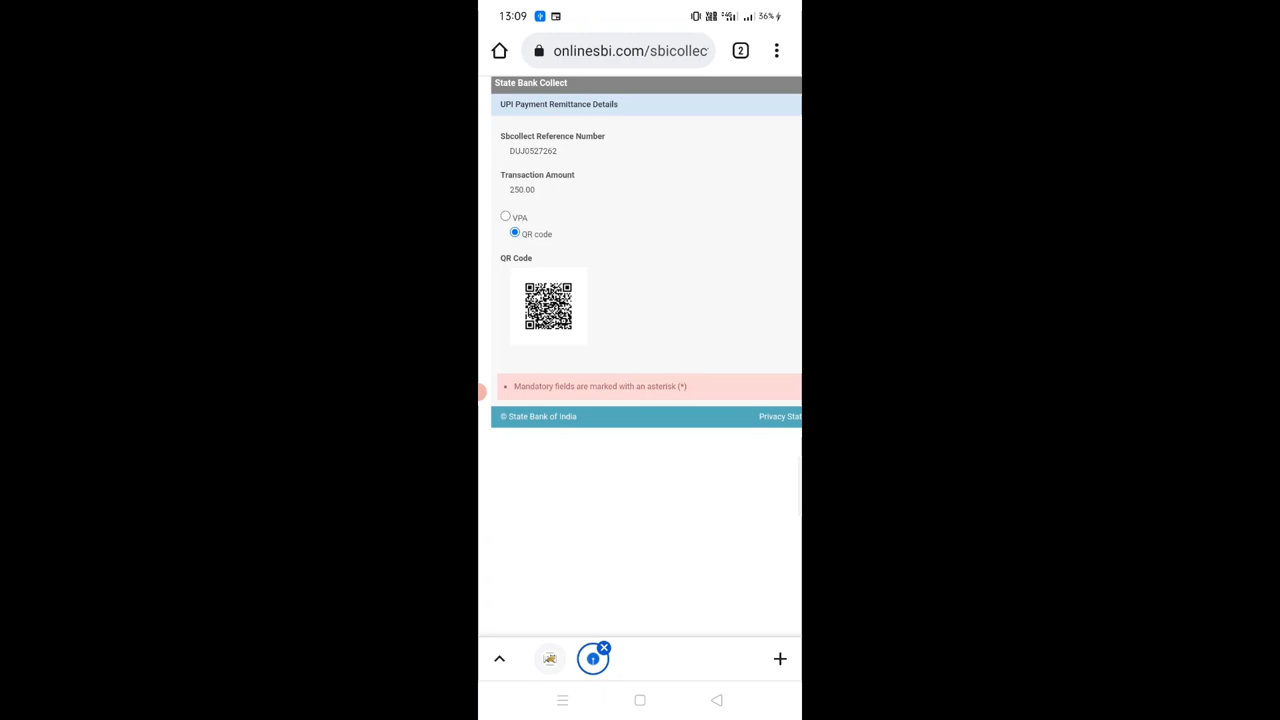 13:09
36%
onlinesbi.com/sbicollec
2
State Bank Collect
UPI Payment Remittance Details
Sbcollect Reference Number
DUJ0527262
Transaction Amount
250.00
VPA
QR code
QR Code
Mandatory fields are marked with an asterisk (*)
© State Bank of India
Privacy Stat